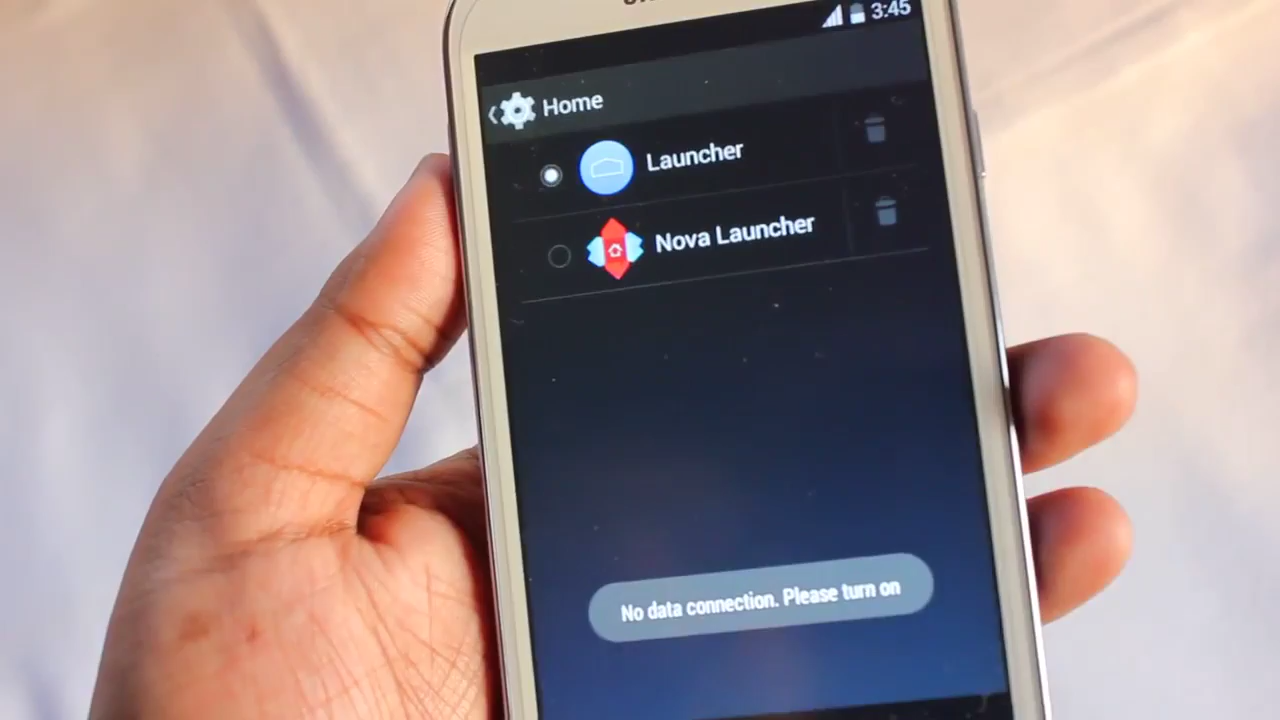 3:45
Home
Launcher
Nova Launcher
No data connection. Please turn on